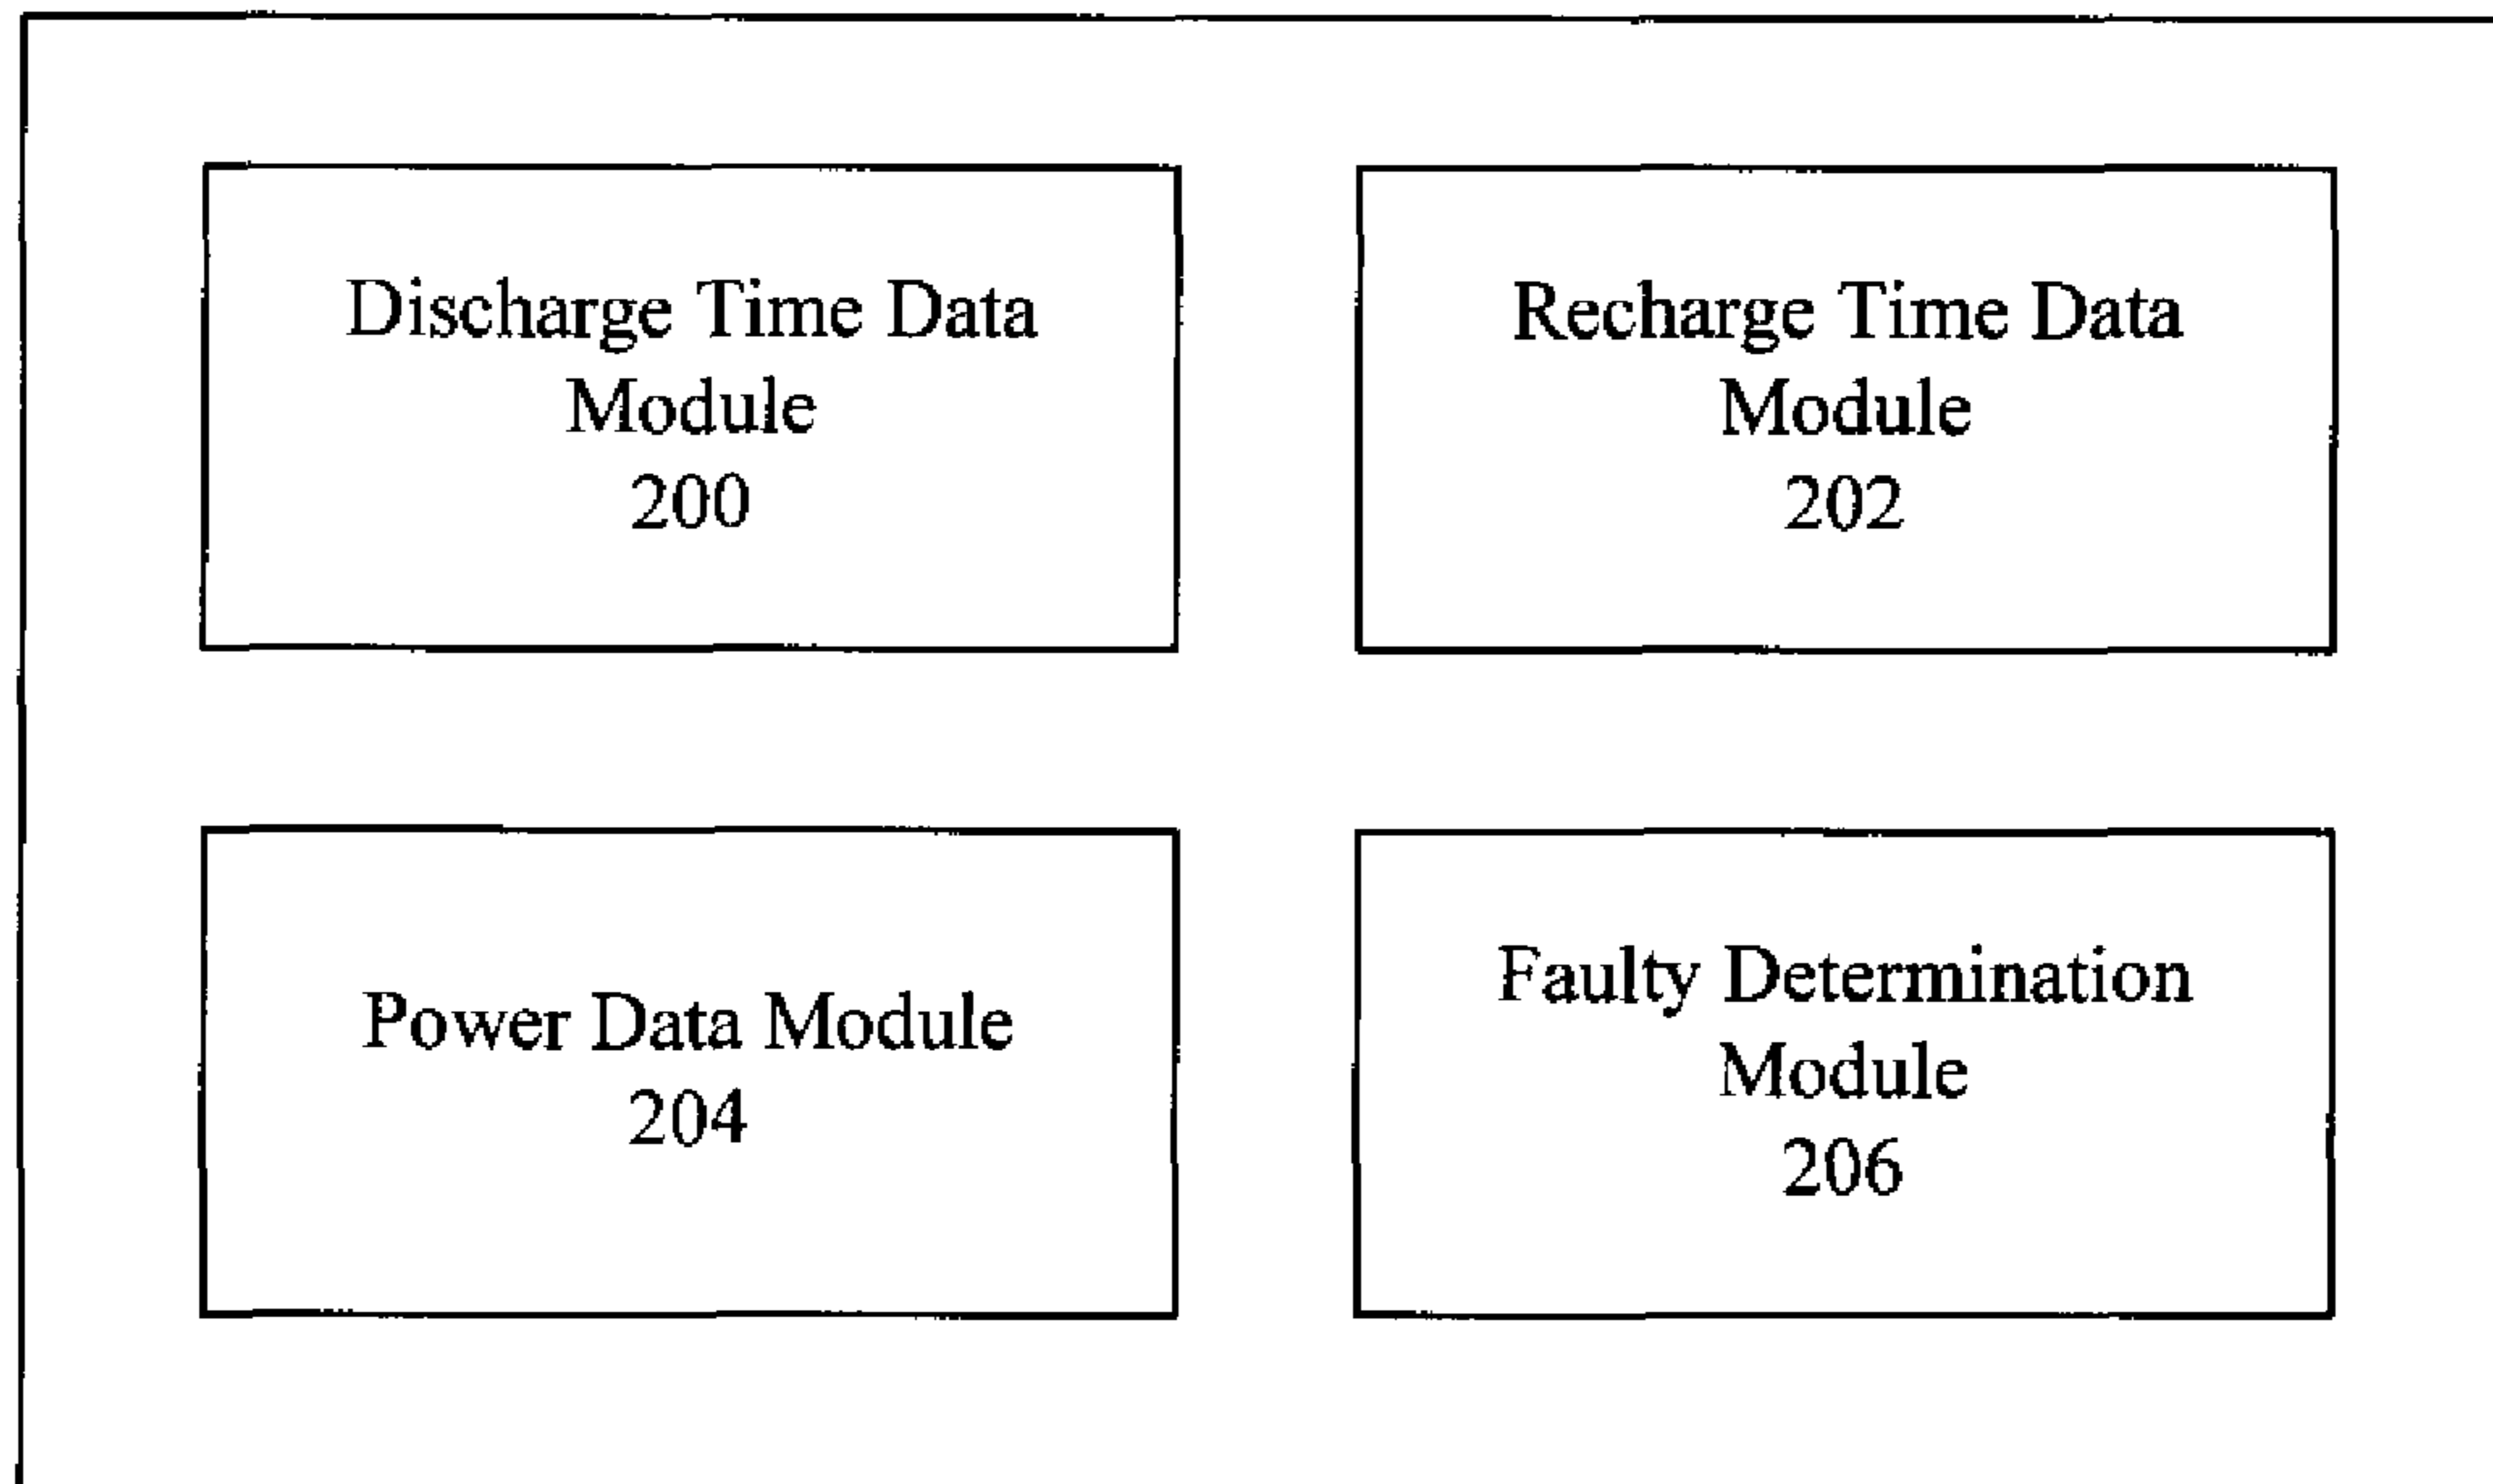 Discharge Time Data
Module
200
Recharge Time Data
Module
202
Power Data Module
204
Faulty Determination
Module
206